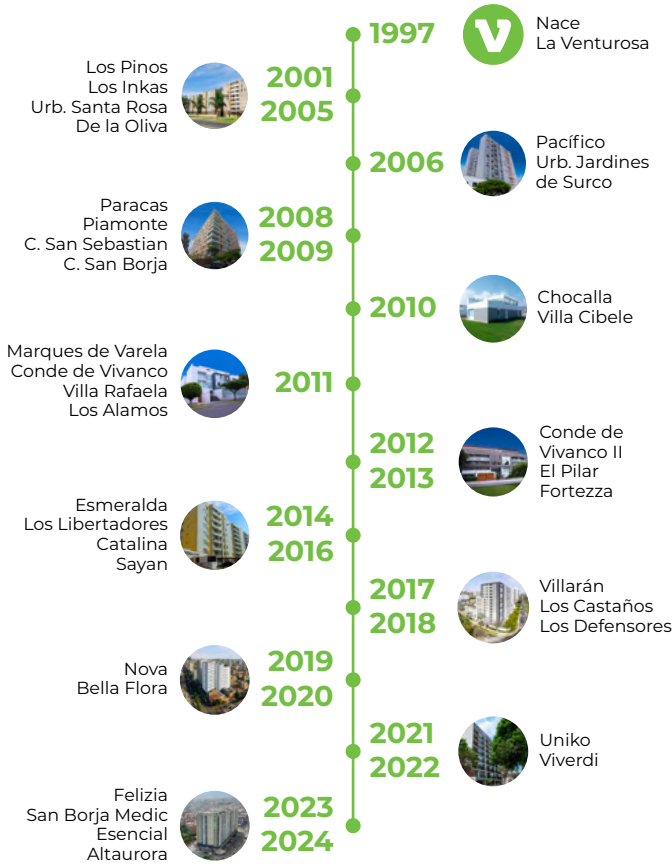 1997
Nace
La Venturosa
Los Pinos
Los Inkas
Urb. Santa Rosa
De la Oliva
2001
2005
2006
Pacífico
Urb. Jardines
de Surco
Paracas
Piamonte
C. San Sebastian
C. San Borja
2008
2009
2010
Chocalla
Villa Cibele
Marques de Varela
Conde de Vivanco
Villa Rafaela
Los Alamos
2011
2012
2013
Conde de
Vivanco II
El Pilar
Fortezza
Esmeralda
Los Libertadores
Catalina
Sayan
2014
2016
2017
2018
Villarán
Los Castaños
Los Defensores
Nova
Bella Flora
2019
2020
2021
2022
Uniko
Viverdi
Felizia
San Borja Medic
Esencial
Altaurora
2023
2024